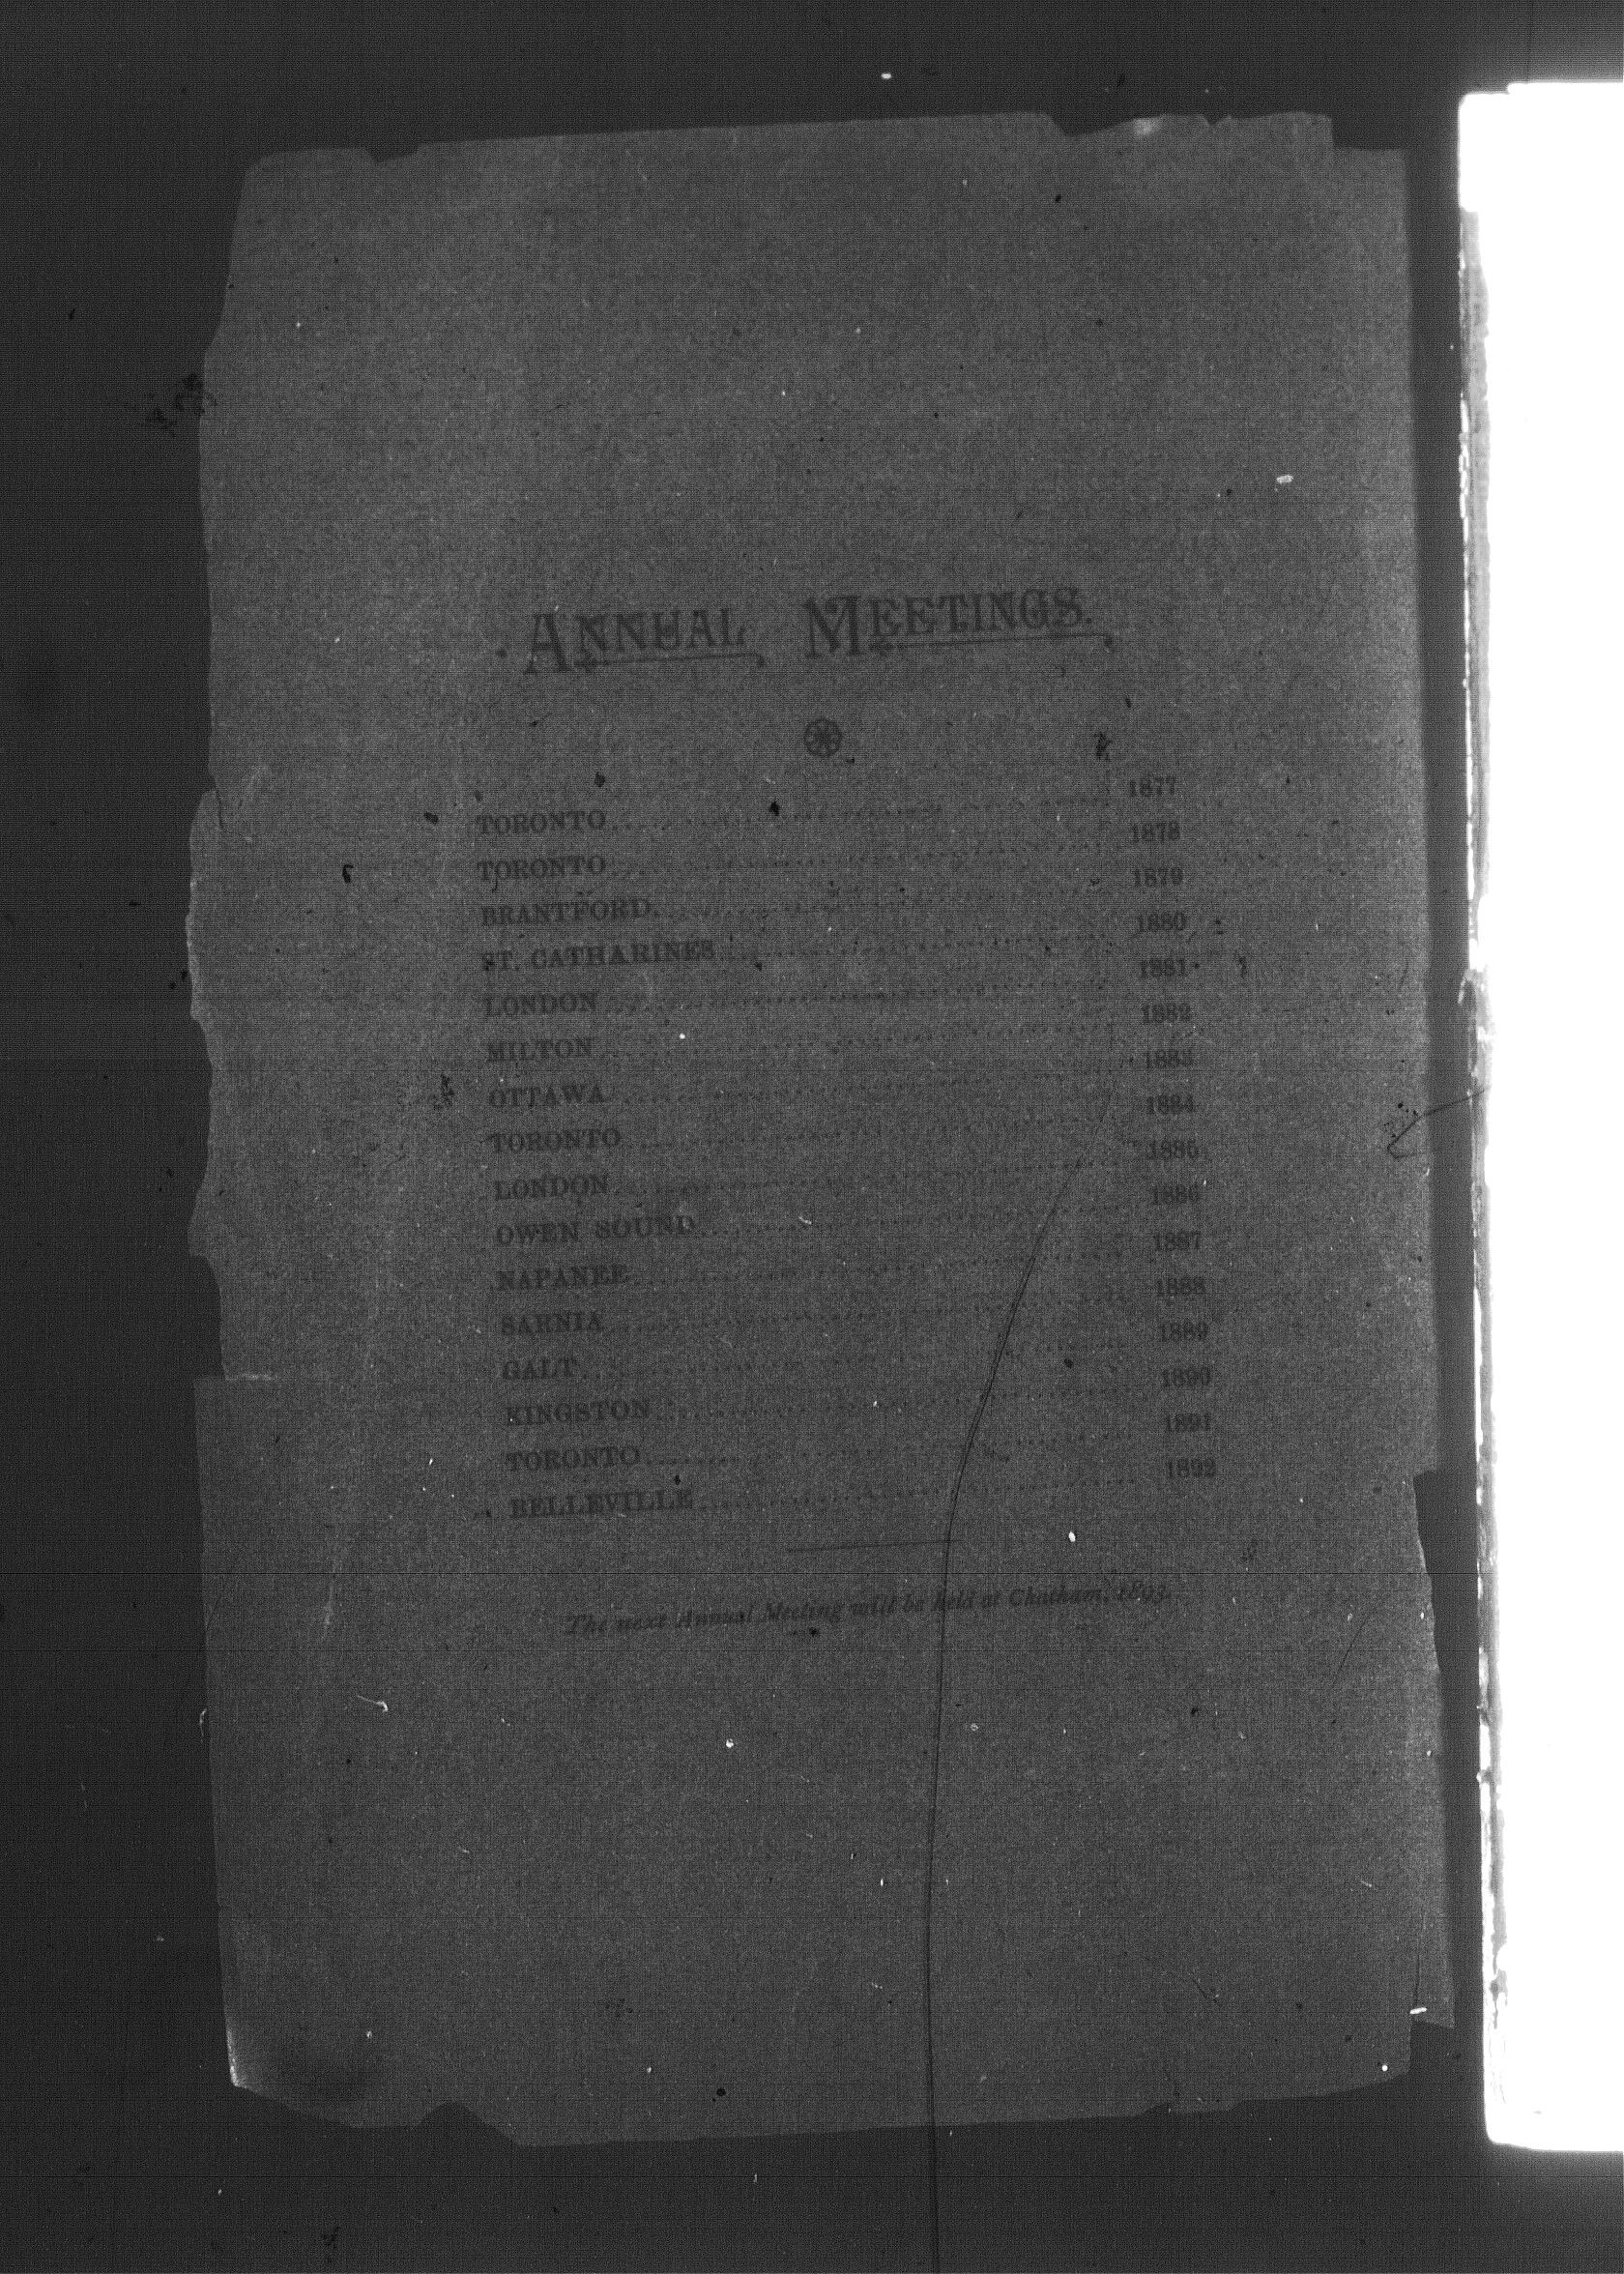 ANNUAL MEETINGS.
TORONTO.................... 1877
TORONTO.................... 1878
BRANTFORD.................... 1879
ST. CATHARINES.................... 1880
LONDON.................... 1881
MILTON.................... 1882
OTTAWA.................... 1883
TORONTO.................... 1884
LONDON.................... 1885
OWEN SOUND.................... 1886
NAPANEE.................... 1887
SARNIA.................... 1888
GALT.................... 1889
KINGSTON.................... 1890
TORONTO.................... 1891
BELLEVILLE.................... 1892
The next Annual Meeting will be held at Chatham, 1893.